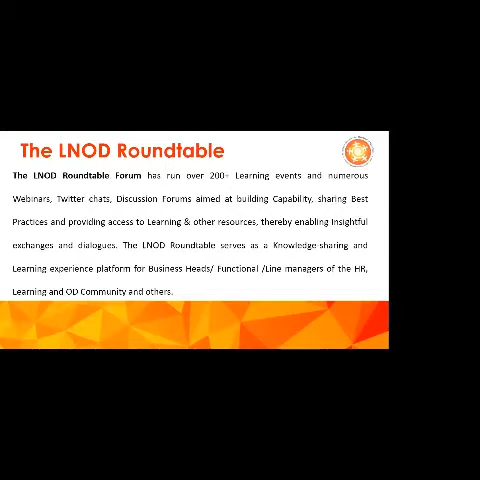 The LNOD Roundtable
The LNOD Roundtable Forum has run over 200+ Learning events and numerous
Webinars, Twitter chats, Discussion Forums aimed at building Capability, sharing Best
Practices and providing access to Learning & other resources, thereby enabling Insightful
exchanges and dialogues. The LNOD Roundtable serves as a Knowledge-sharing and
Learning experience platform for Business Heads/ Functional /Line managers of the HR,
Learning and OD Community and others.